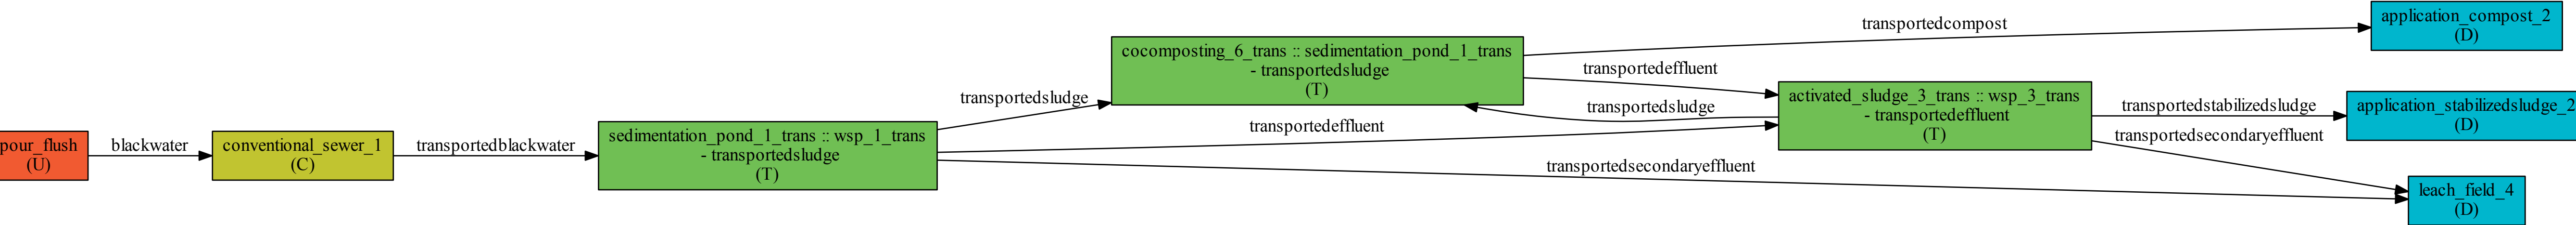 pour_flush
(U)
blackwater
conventional_sewer_1
(C)
transportedblackwater
sedimentation_pond_1_trans :: wsp_1_trans
- transportedsludge
(T)
transportedsludge
transportedeffluent
transportedsecondaryeffluent
cocomposting_6_trans :: sedimentation_pond_1_trans
- transportedsludge
(T)
transportedcompost
transportedeffluent
transportedsludge
activated_sludge_3_trans :: wsp_3_trans
- transportedeffluent
(T)
transportedstabilizedsludge
transportedsecondaryeffluent
application_compost_2
(D)
application_stabilizedsludge_2
(D)
leach_field_4
(D)